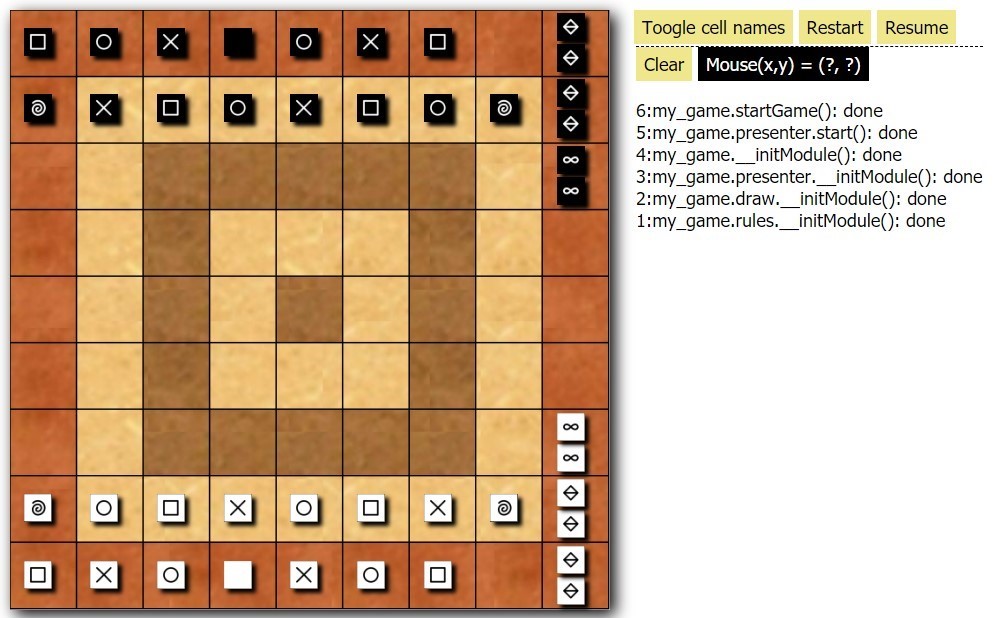 Toogle cell names Restart Resume
Clear Mouse(x,y) = (?, ?)
6:my_game.startGame(): done
5:my_game.presenter.start(): done
4:my_game.__initModule(): done
3:my_game.presenter.__initModule(): done
2:my_game.draw.__initModule(): done
1:my_game.rules.__initModule(): done